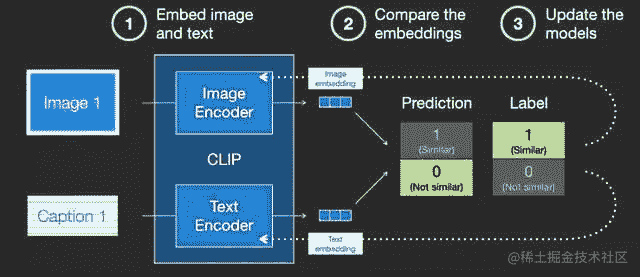 1
Embed image
and text
2
Compare the
embeddings
3
Update the
models
Image 1
Image
Encoder
Image
embedding
CLIP
Caption 1
Text
Encoder
Text
embedding
Prediction
1
(Similar)
0
(Not similar)
Label
1
(Similar)
0
(Not similar)
@稀土掘金技术社区